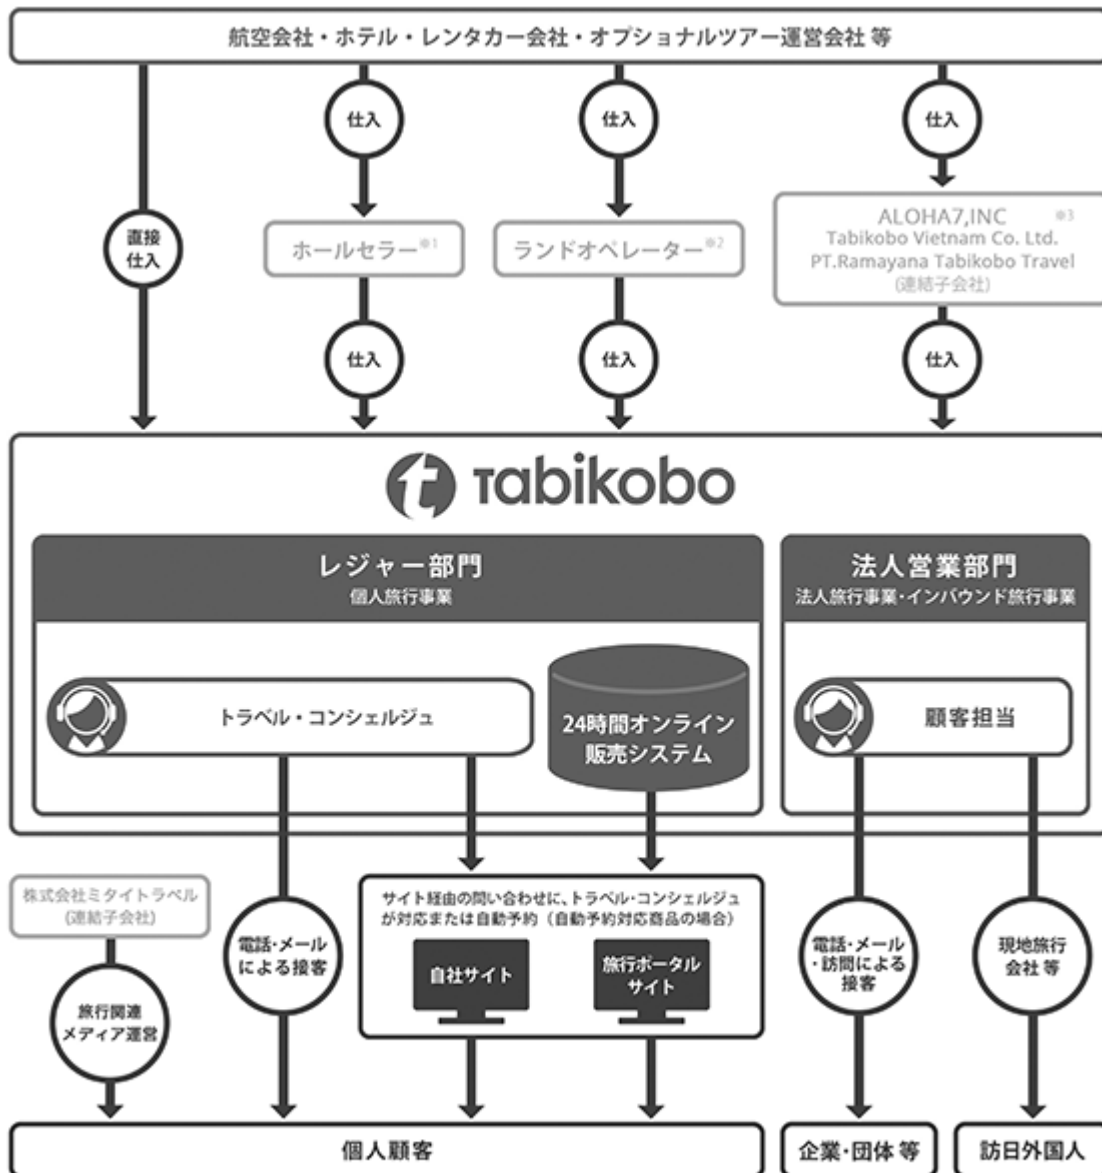 航空会社・ホテル・レンタカー会社・オプショナルツアー運営会社 等
仕入
仕入
仕入
直接
仕入
ホールセラー※1
ランドオペレーター※2
ALOHA7,INC ※3
Tabikobo Vietnam Co. Ltd.
PT.Ramayana Tabikobo Travel
(連結子会社)
仕入
仕入
仕入
Tabikobo
レジャー部門
個人旅行事業
法人営業部門
法人旅行事業・インバウンド旅行事業
トラベル・コンシェルジュ
24時間オンライン
販売システム
顧客担当
株式会社ミタイトラベル
(連結子会社)
旅行関連
メディア運営
電話・メール
による接客
サイト経由の問い合わせに、トラベル・コンシェルジュ
が対応または自動予約（自動予約対応商品の場合）
自社サイト
旅行ポータル
サイト
電話・メール
・訪問による
接客
現地旅行
会社 等
個人顧客
企業・団体 等
訪日外国人